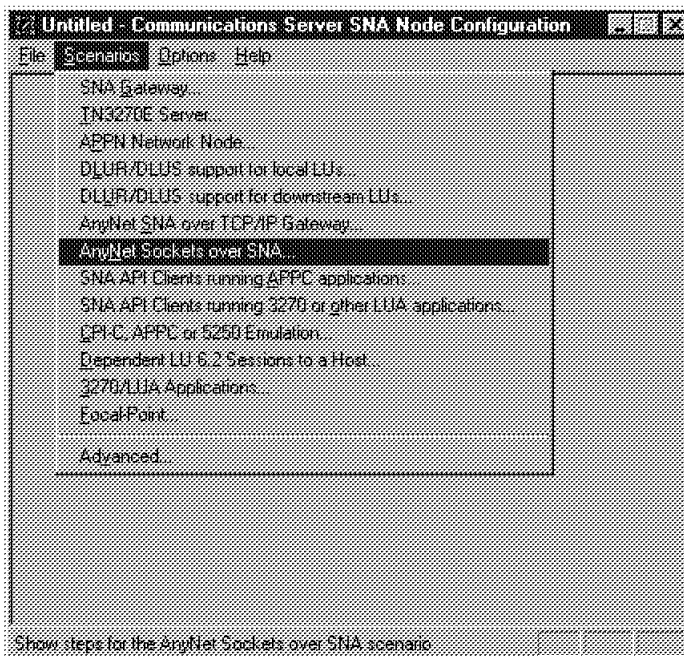 Untitled - Communications Server SNA Node Configuration
File Scenarios Options Help
SNA Gateway...
TN3270E Server...
APPN Network Node...
DLUR/DLUS support for local LUs...
DLUR/DLUS support for downstream LUs...
AnyNet SNA over TCP/IP Gateway...
AnyNet Sockets over SNA...
SNA API Clients running APPC applications...
SNA API Clients running 3270 or other LUA applications...
CPI-C, APPC or 5250 Emulation...
Dependent LU 6.2 Sessions to a Host...
3270/LUA Applications...
Focal-Point...
Advanced...
Show steps for the AnyNet Sockets over SNA scenario